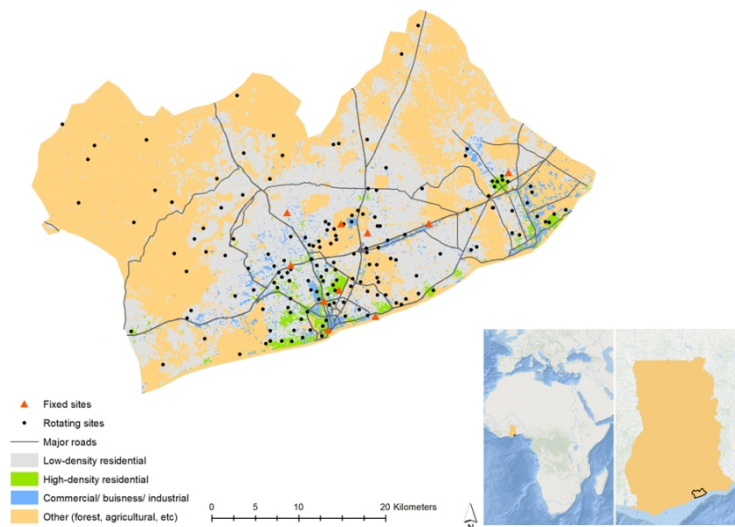 Fixed sites
Rotating sites
Major roads
Low-density residential
High-density residential
Commercial/ buisness/ industrial
Other (forest, agricultural, etc)
0 5 10 20 Kilometers
N